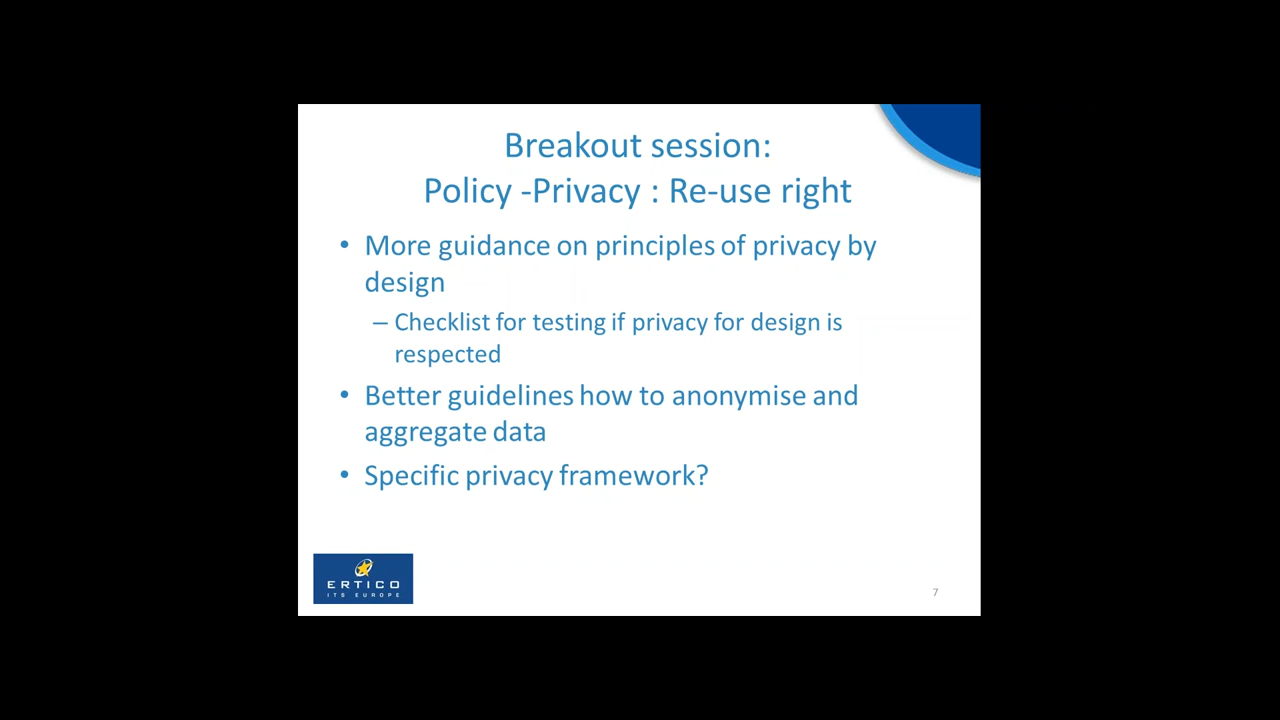 Breakout session:
Policy -Privacy : Re-use right
• More guidance on principles of privacy by
design
– Checklist for testing if privacy for design is
respected
• Better guidelines how to anonymise and
aggregate data
• Specific privacy framework?
ERTICO
ITS EUROPE
7